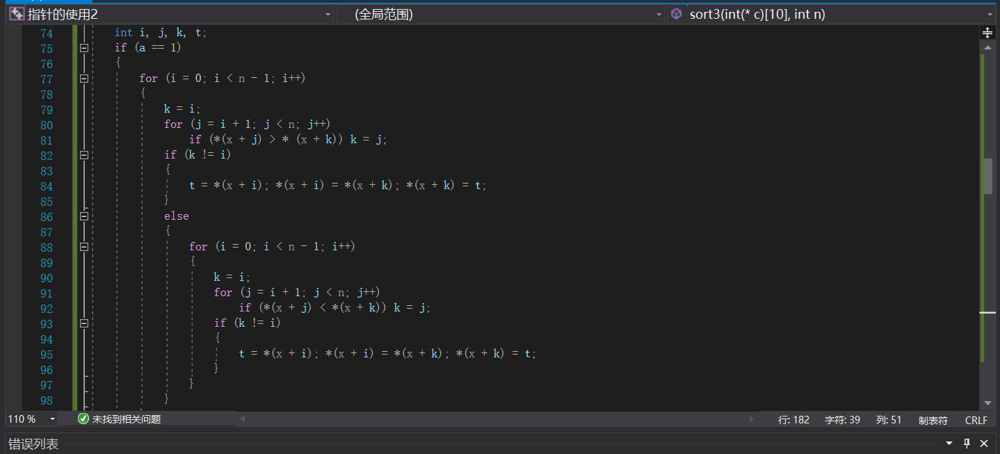 指针的使用2 (全局范围) sort3(int(* c)[10], int n)
74 int i, j, k, t;
75 if (a == 1)
76 {
77 for (i = 0; i < n - 1; i++)
78 {
79 k = i;
80 for (j = i + 1; j < n; j++)
81 if (*(x + j) > * (x + k)) k = j;
82 if (k != i)
83 {
84 t = *(x + i); *(x + i) = *(x + k); *(x + k) = t;
85 }
86 else
87 {
88 for (i = 0; i < n - 1; i++)
89 {
90 k = i;
91 for (j = i + 1; j < n; j++)
92 if (*(x + j) < *(x + k)) k = j;
93 if (k != i)
94 {
95 t = *(x + i); *(x + i) = *(x + k); *(x + k) = t;
96 }
97 }
98 }
110 % 未找到相关问题 行: 182 字符: 39 列: 51 制表符 CRLF
错误列表